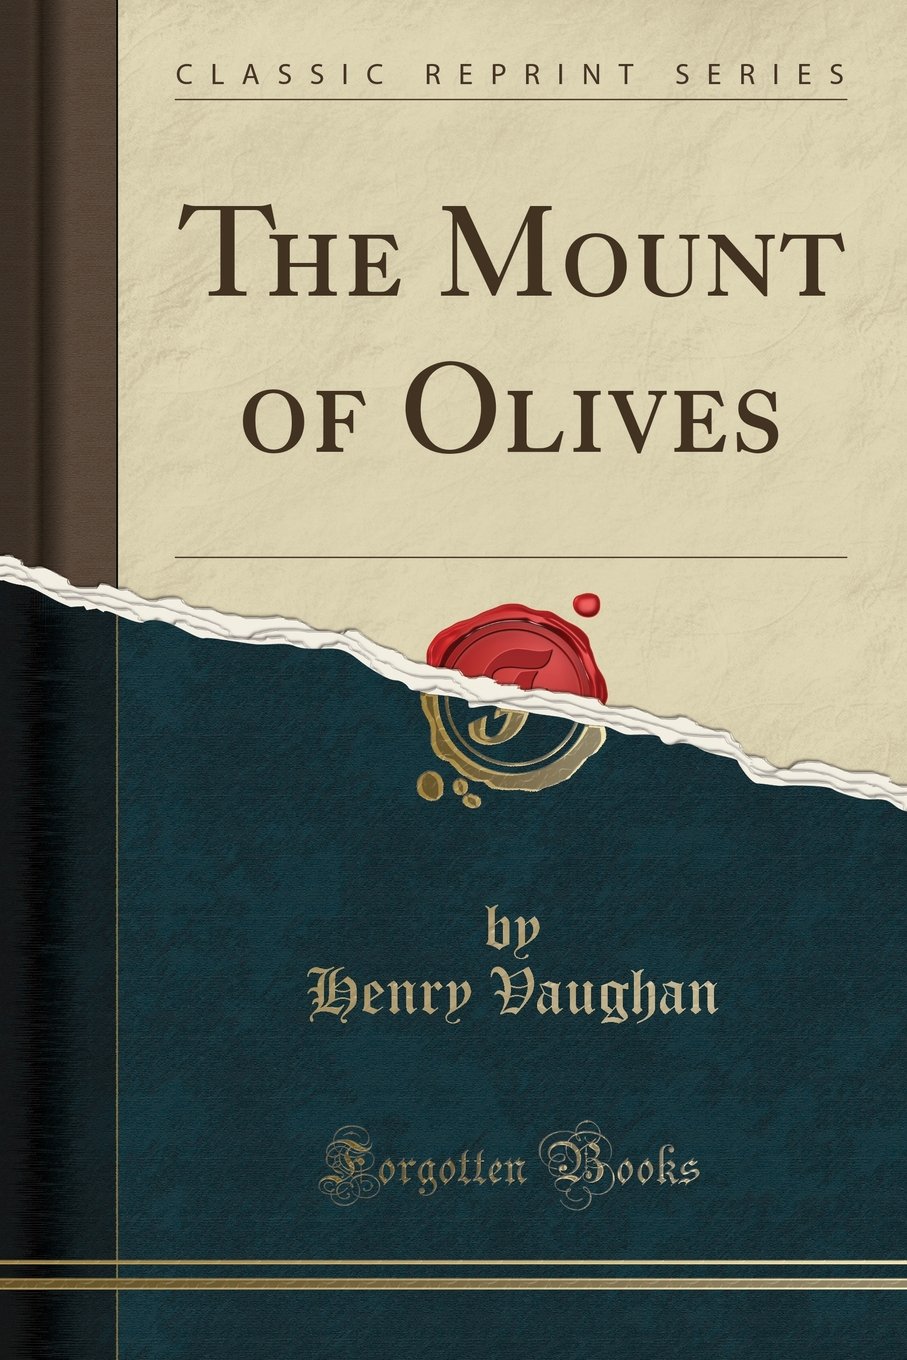 CLASSIC REPRINT SERIES
THE MOUNT
OF OLIVES
by
Henry Vaughan
Forgotten Books